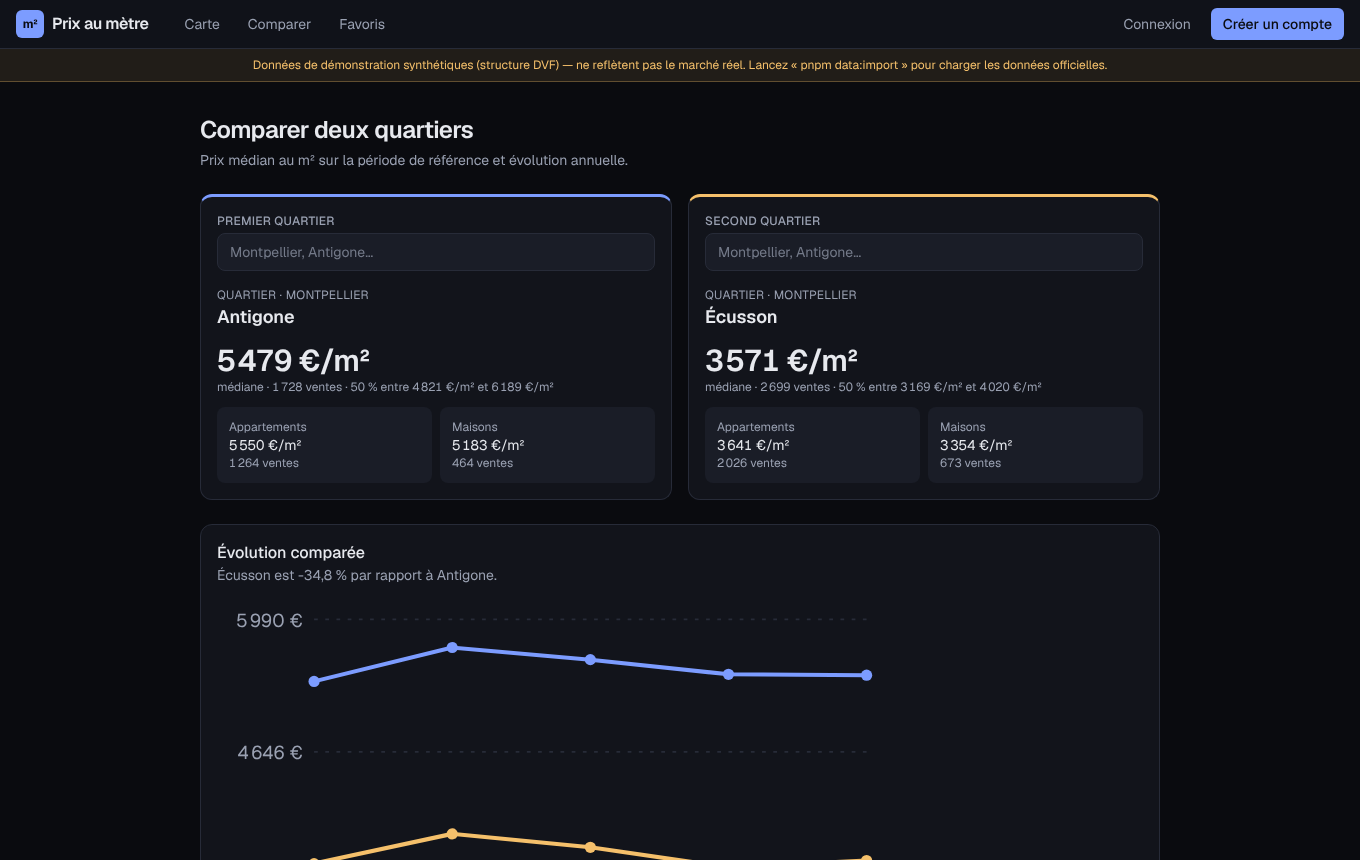 m² Prix au mètre Carte Comparer Favoris Connexion Créer un compte
Données de démonstration synthétiques (structure DVF) — ne reflètent pas le marché réel. Lancez « pnpm data:import » pour charger les données officielles.
Comparer deux quartiers
Prix médian au m² sur la période de référence et évolution annuelle.
PREMIER QUARTIER
Montpellier, Antigone…
QUARTIER · MONTPELLIER
Antigone
5 479 €/m²
médiane · 1 728 ventes · 50 % entre 4 821 €/m² et 6 189 €/m²
Appartements
5 550 €/m²
1 264 ventes
Maisons
5 183 €/m²
464 ventes
SECOND QUARTIER
Montpellier, Antigone…
QUARTIER · MONTPELLIER
Écusson
3 571 €/m²
médiane · 2 699 ventes · 50 % entre 3 169 €/m² et 4 020 €/m²
Appartements
3 641 €/m²
2 026 ventes
Maisons
3 354 €/m²
673 ventes
Évolution comparée
Écusson est -34,8 % par rapport à Antigone.
5 990 €
4 646 €